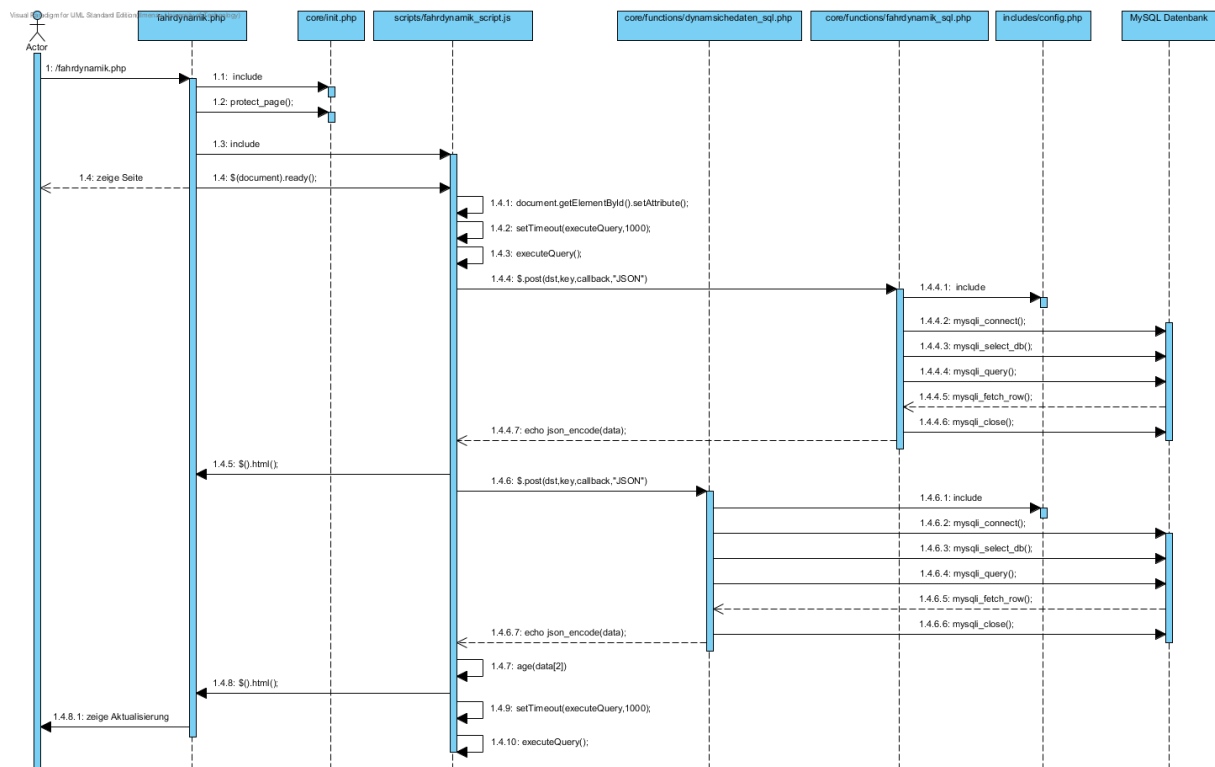 Visual Paradigm for UML Standard Edition
fahrdynamik.php
core/init.php
scripts/fahrdynamik_script.js
core/functions/dynamsichedaten_sql.php
core/functions/fahrdynamik_sql.php
includes/config.php
MySQL Datenbank
Actor
1: /fahrdynamik.php
1.1: include
1.2: protect_page();
1.3: include
1.4: zeige Seite
1.4: $(document).ready();
1.4.1: document.getElementById().setAttribute();
1.4.2: setTimeout(executeQuery,1000);
1.4.3: executeQuery();
1.4.4: $.post(dst,key,callback,"JSON")
1.4.4.1: include
1.4.4.2: mysqli_connect();
1.4.4.3: mysqli_select_db();
1.4.4.4: mysqli_query();
1.4.4.5: mysqli_fetch_row();
1.4.4.6: mysqli_close();
1.4.4.7: echo json_encode(data);
1.4.5: $().html();
1.4.6: $.post(dst,key,callback,"JSON")
1.4.6.1: include
1.4.6.2: mysqli_connect();
1.4.6.3: mysqli_select_db();
1.4.6.4: mysqli_query();
1.4.6.5: mysqli_fetch_row();
1.4.6.6: mysqli_close();
1.4.6.7: echo json_encode(data);
1.4.7: age(data[2])
1.4.8: $().html();
1.4.9: setTimeout(executeQuery,1000);
1.4.8.1: zeige Aktualisierung
1.4.10: executeQuery();